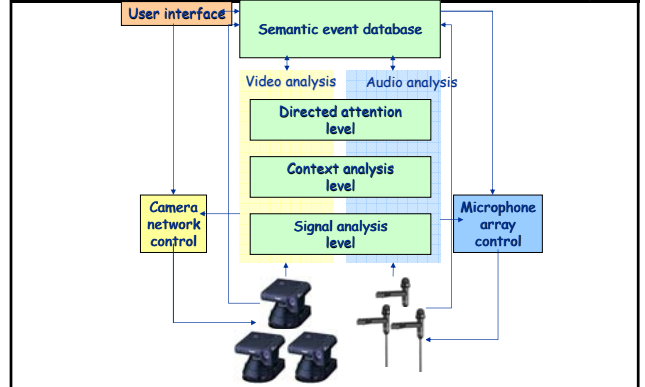 User interface
Semantic event database
Video analysis
Audio analysis
Directed attention
level
Context analysis
level
Camera
network
control
Signal analysis
level
Microphone
array
control